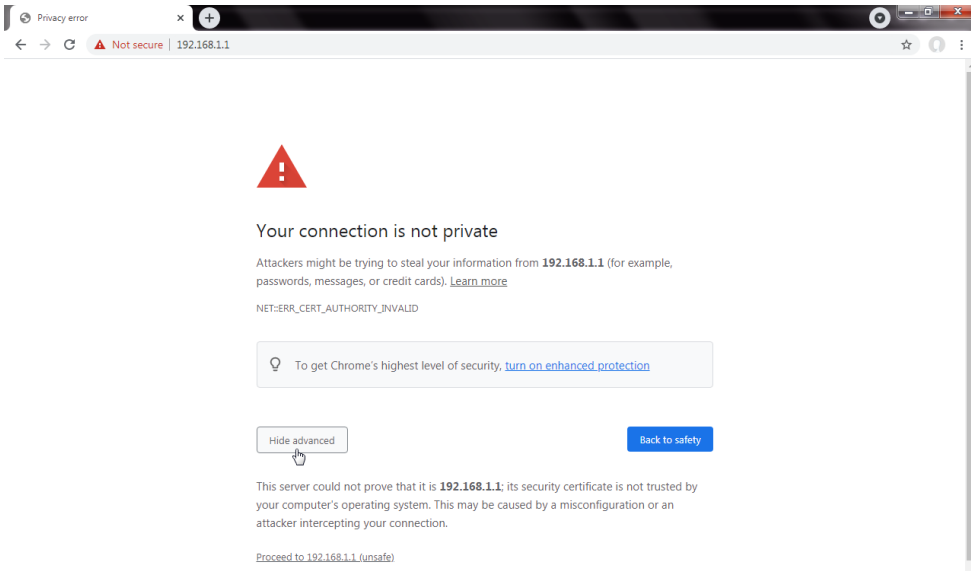 Privacy error
Not secure | 192.168.1.1
Your connection is not private
Attackers might be trying to steal your information from 192.168.1.1 (for example,
passwords, messages, or credit cards). Learn more
NET::ERR_CERT_AUTHORITY_INVALID
To get Chrome's highest level of security, turn on enhanced protection
Hide advanced
Back to safety
This server could not prove that it is 192.168.1.1; its security certificate is not trusted by
your computer's operating system. This may be caused by a misconfiguration or an
attacker intercepting your connection.
Proceed to 192.168.1.1 (unsafe)